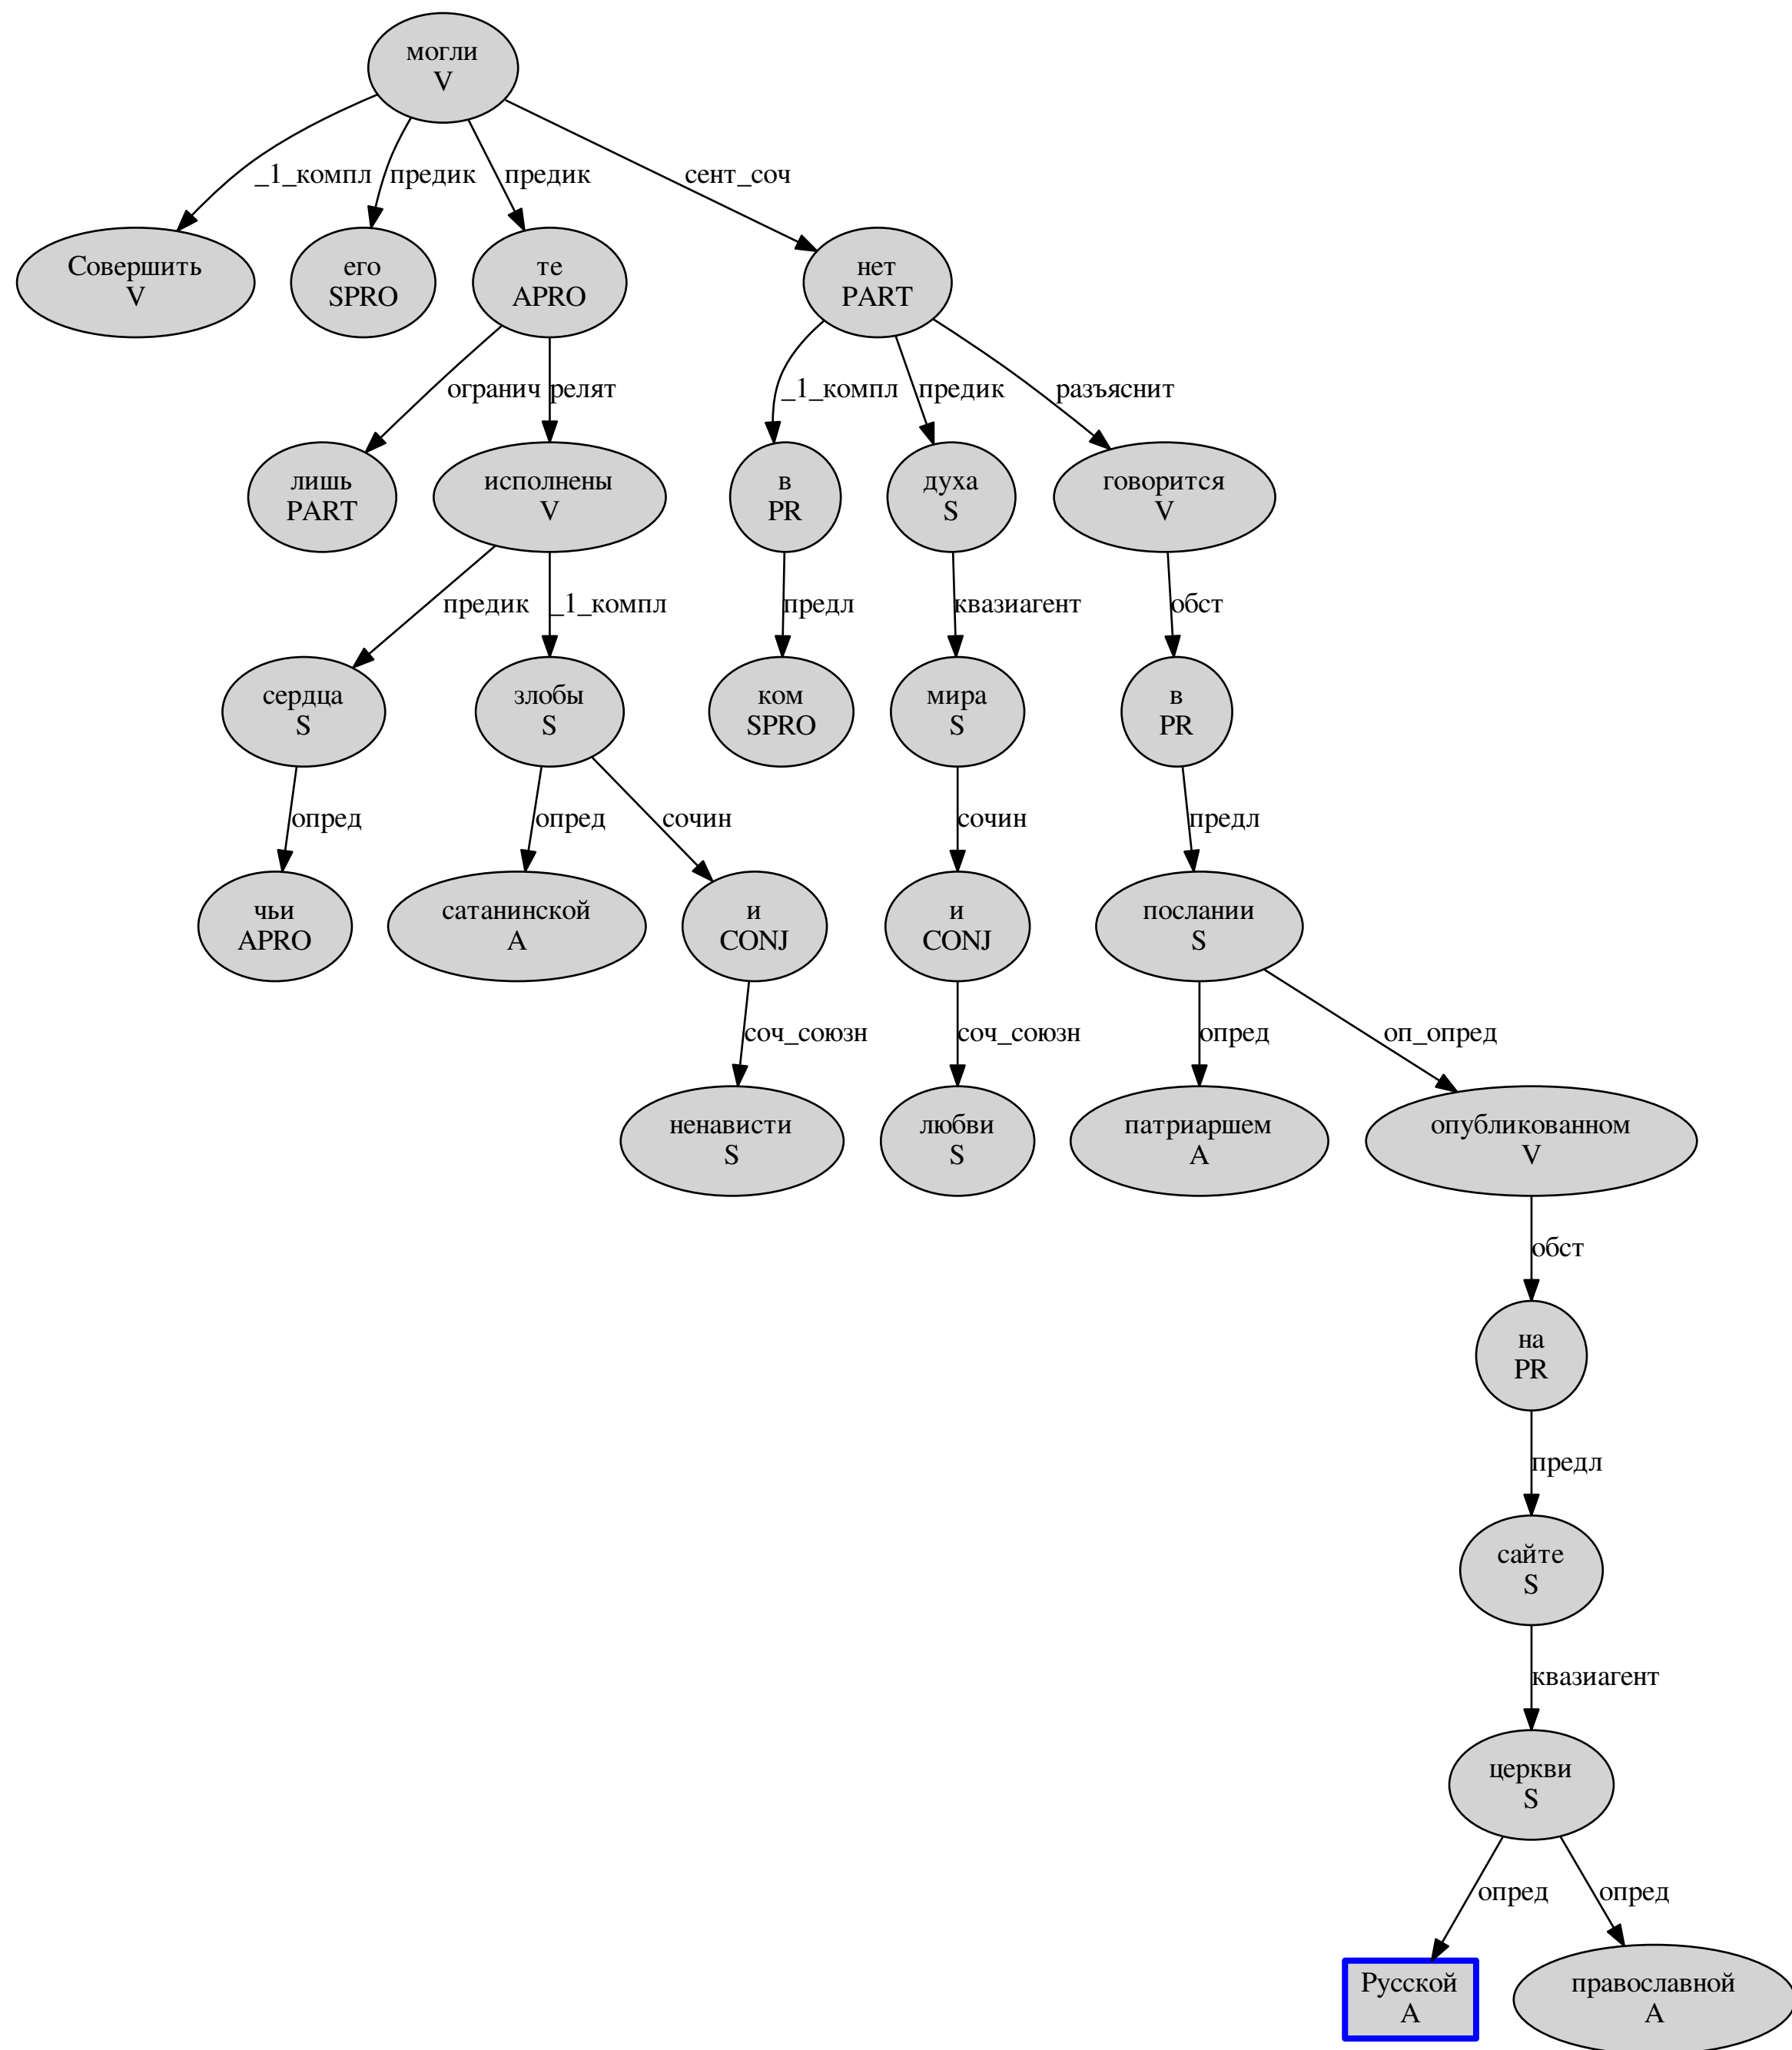 могли
V
_1_компл
предик
предик
сент_соч
Совершить
V
его
SPRO
те
APRO
нет
PART
огранич
релят
_1_компл
предик
разъяснит
лишь
PART
исполнены
V
в
PR
духа
S
говорится
V
предик
_1_компл
предл
квазиагент
обст
сердца
S
злобы
S
ком
SPRO
мира
S
в
PR
опред
опред
сочин
сочин
предл
чьи
APRO
сатанинской
A
и
CONJ
и
CONJ
послании
S
соч_союзн
соч_союзн
опред
оп_опред
ненависти
S
любви
S
патриаршем
A
опубликованном
V
обст
на
PR
предл
сайте
S
квазиагент
церкви
S
опред
опред
Русской
A
православной
A